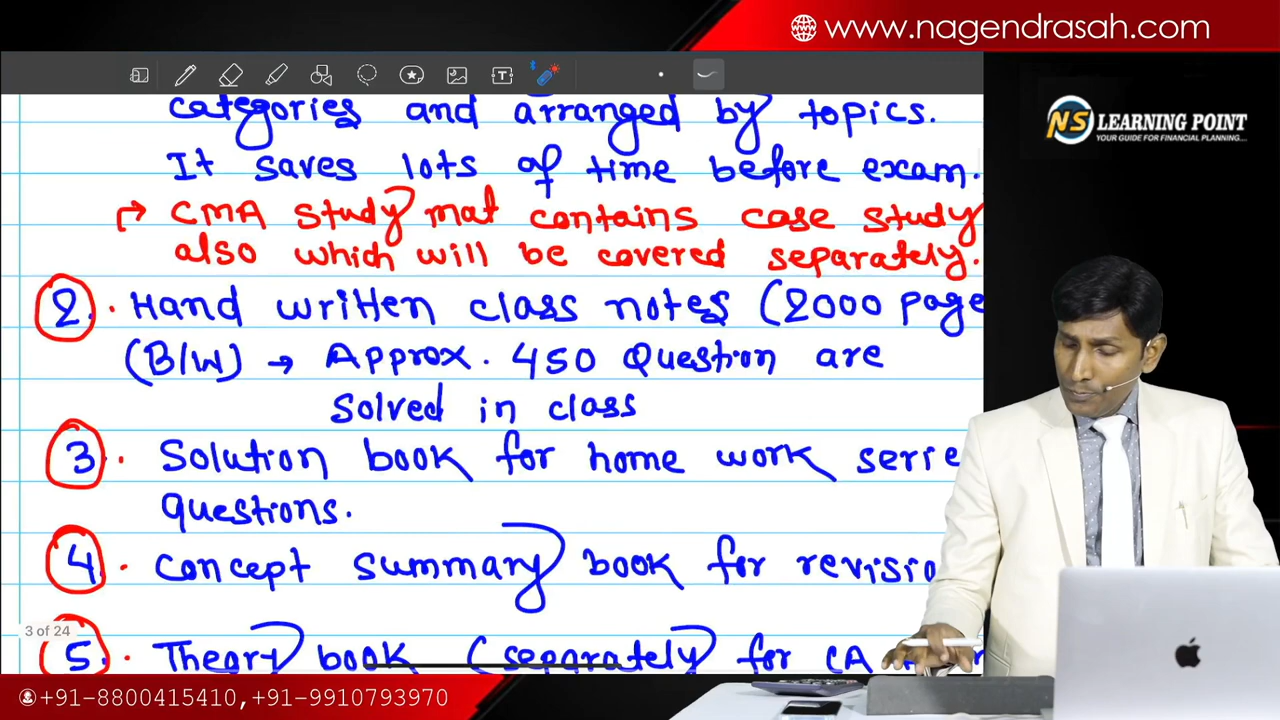 www.nagendrasah.com
NS LEARNING POINT
YOUR GUIDE FOR FINANCIAL PLANNING....
categories and arranged by topics.
It saves lots of time before exam.
→ CMA study mat contains case study
also which will be covered separately.
2. Hand written class notes (2000 page
(B/W) → Approx. 450 Question are
solved in class
3. Solution book for home work serie
questions.
4. concept summary book for revisio
3 of 24
5. Theory book (separately for CA
+91-8800415410,+91-9910793970